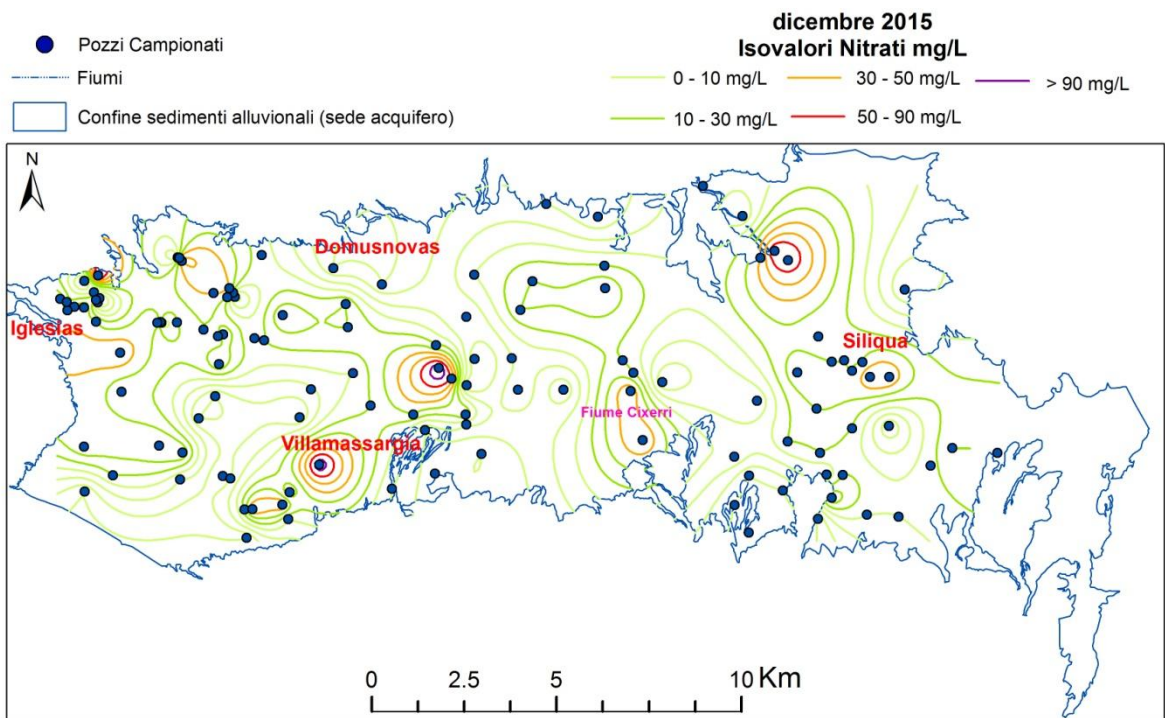 dicembre 2015
Isovalori Nitrati mg/L
Pozzi Campionati
Fiumi
Confine sedimenti alluvionali (sede acquifero)
0 - 10 mg/L
30 - 50 mg/L
> 90 mg/L
10 - 30 mg/L
50 - 90 mg/L
N
Domusnovas
Iglesias
Siliqua
Fiume Cixerri
Villamassargia
0 2.5 5 10 Km